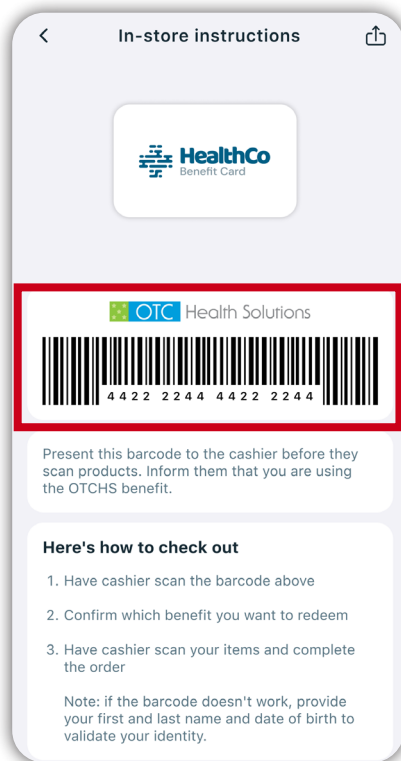 In-store instructions
HealthCo
Benefit Card
OTC Health Solutions
4422 2244 4422 2244
Present this barcode to the cashier before they
scan products. Inform them that you are using
the OTCHS benefit.
Here's how to check out
1. Have cashier scan the barcode above
2. Confirm which benefit you want to redeem
3. Have cashier scan your items and complete
the order
Note: if the barcode doesn't work, provide
your first and last name and date of birth to
validate your identity.